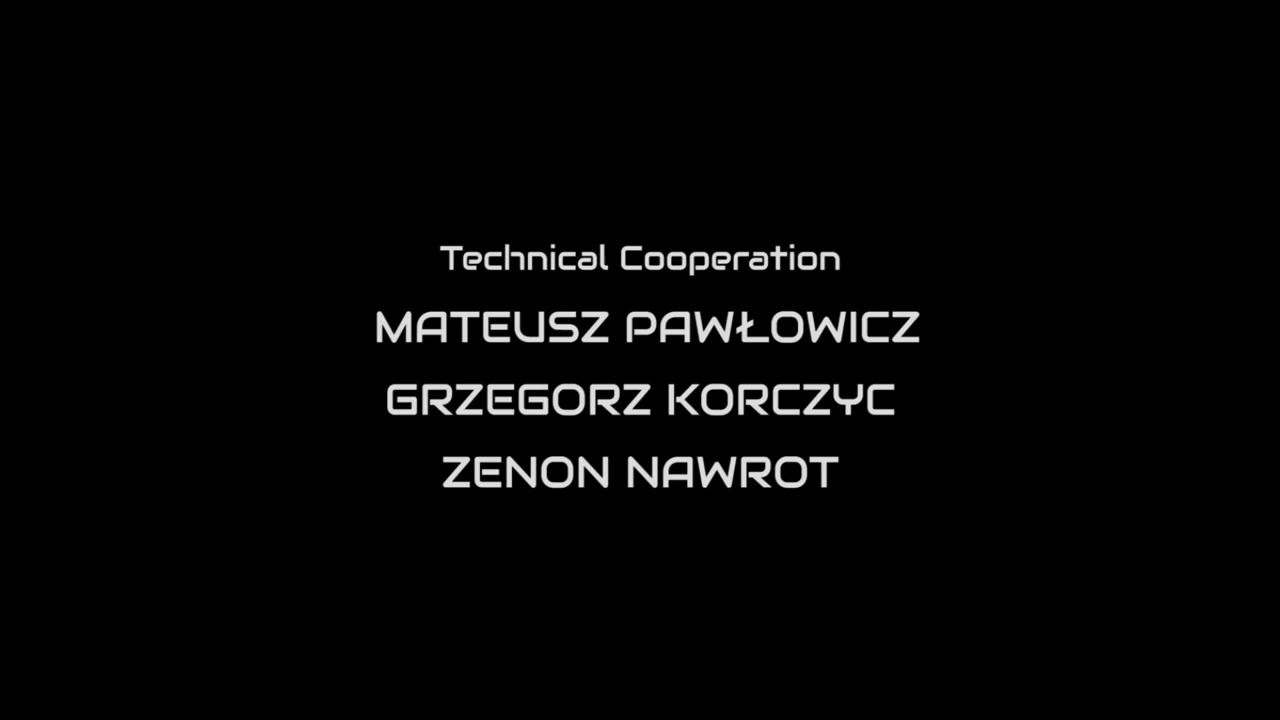 Technical Cooperation
MATEUSZ PAWŁOWICZ
GRZEGORZ KORCZYC
ZENON NAWROT